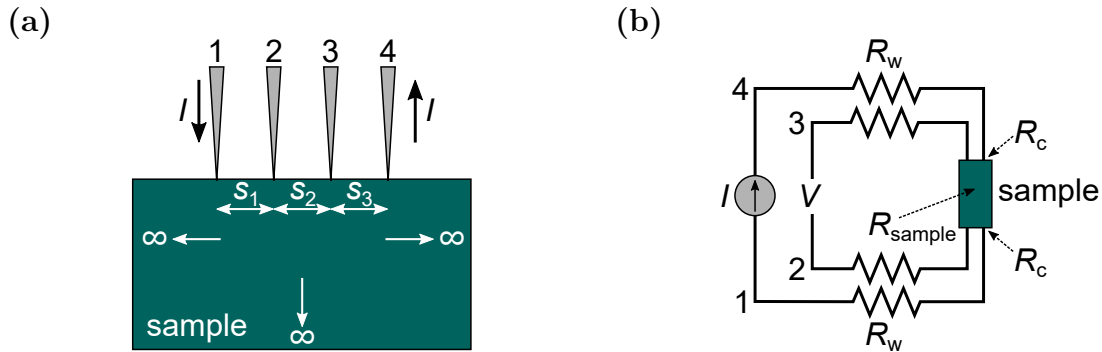 (a)
1 2 3 4
I I
s1 s2 s3
∞ ∞
sample ∞
(b)
Rw
4
3
Rc
I V sample
Rsample
2
Rc
1
Rw